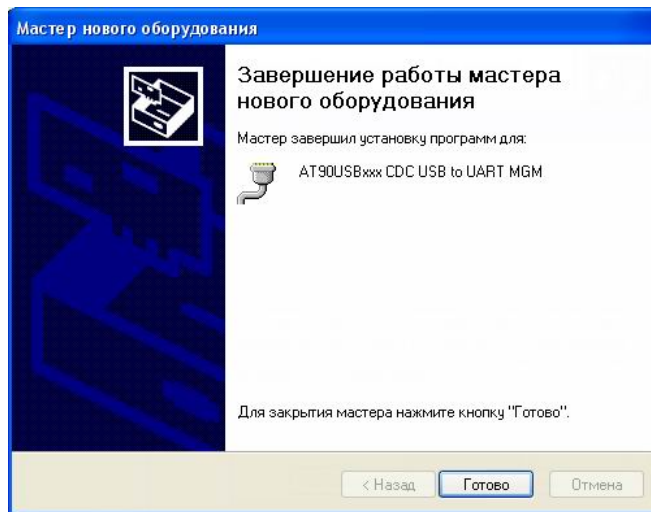 Мастер нового оборудования
Завершение работы мастера
нового оборудования
Мастер завершил установку программ для:
AT90USBxxx CDC USB to UART MGM
Для закрытия мастера нажмите кнопку "Готово".
< Назад Готово Отмена